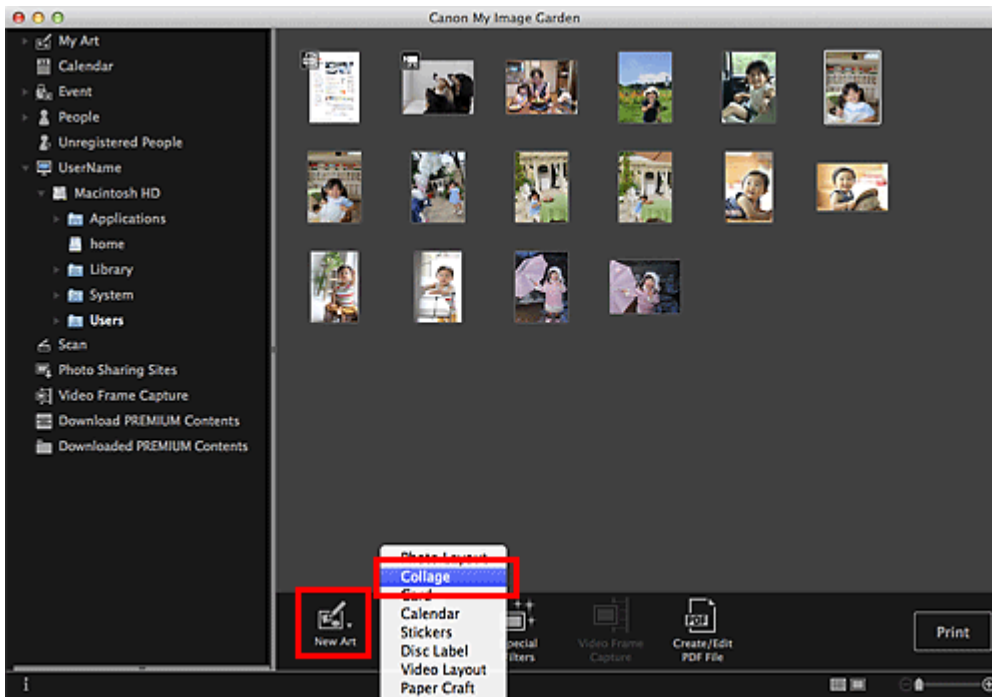 Canon My Image Garden
My Art
Calendar
Event
People
Unregistered People
UserName
Macintosh HD
Applications
home
Library
System
Users
Scan
Photo Sharing Sites
Video Frame Capture
Download PREMIUM Contents
Downloaded PREMIUM Contents
Photo Layout
Collage
Card
Calendar
Stickers
Disc Label
Video Layout
Paper Craft
New Art
Video Frame
Capture
PDF
Create/Edit
PDF File
Print